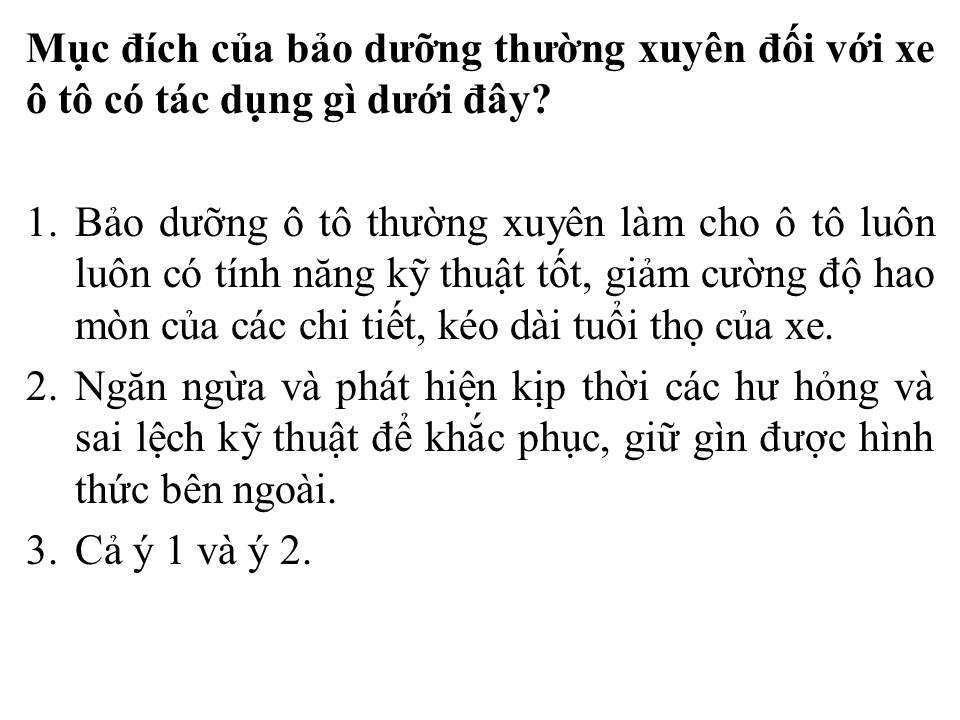 Mục đích của bảo dưỡng thường xuyên đối với xe
ô tô có tác dụng gì dưới đây?
1. Bảo dưỡng ô tô thường xuyên làm cho ô tô luôn
luôn có tính năng kỹ thuật tốt, giảm cường độ hao
mòn của các chi tiết, kéo dài tuổi thọ của xe.
2. Ngăn ngừa và phát hiện kịp thời các hư hỏng và
sai lệch kỹ thuật để khắc phục, giữ gìn được hình
thức bên ngoài.
3. Cả ý 1 và ý 2.